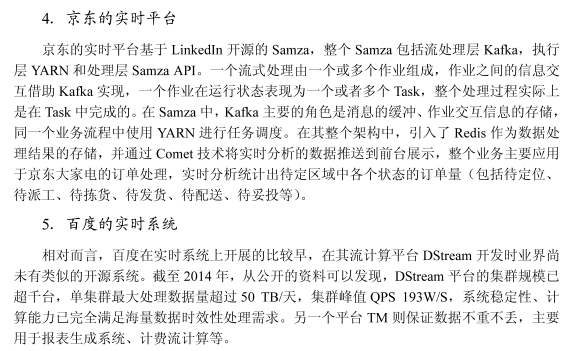 4. 京东的实时平台
京东的实时平台基于 LinkedIn 开源的 Samza，整个 Samza 包括流处理层 Kafka，执行
层 YARN 和处理层 Samza API。一个流式处理由一个或多个作业组成，作业之间的信息交
互借助 Kafka 实现，一个作业在运行状态表现为一个或者多个 Task，整个处理过程实际上
是在 Task 中完成的。在 Samza 中，Kafka 主要的角色是消息的缓冲、作业交互信息的存储，
同一个业务流程中使用 YARN 进行任务调度。在其整个架构中，引入了 Redis 作为数据处
理结果的存储，并通过 Comet 技术将实时分析的数据推送到前台展示，整个业务主要应用
于京东大家电的订单处理，实时分析统计出待定区域中各个状态的订单量（包括待定位、
待派工、待拣货、待发货、待配送、待妥投等）。
5. 百度的实时系统
相对而言，百度在实时系统上开展的比较早，在其流计算平台 DStream 开发时业界尚
未有类似的开源系统。截至 2014 年，从公开的资料可以发现，DStream 平台的集群规模已
超千台，单集群最大处理数据量超过 50 TB/天，集群峰值 QPS 193W/S，系统稳定性、计
算能力已完全满足海量数据时效性处理需求。另一个平台 TM 则保证数据不重不丢，主要
用于报表生成系统、计费流计算等。